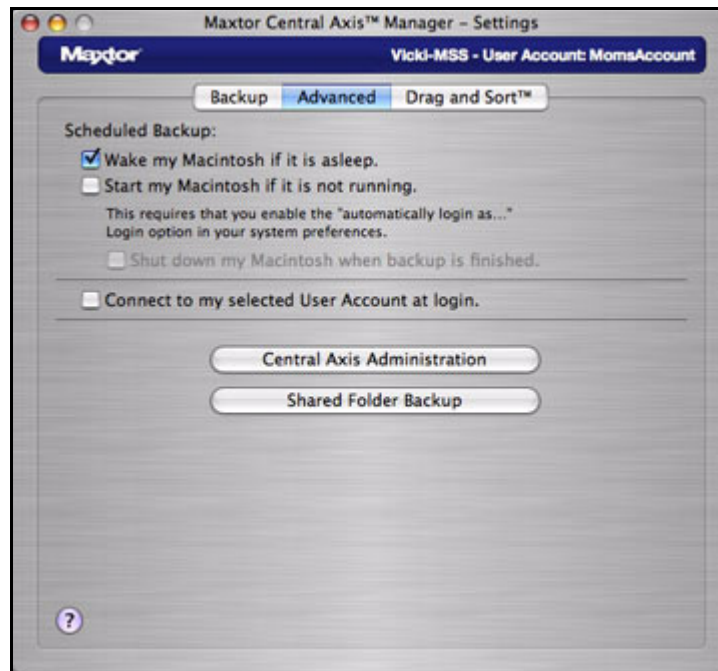 Maxtor Central Axis™ Manager – Settings
Maxtor
Vicki-MSS - User Account: MomsAccount
Backup
Advanced
Drag and Sort™
Scheduled Backup:
Wake my Macintosh if it is asleep.
Start my Macintosh if it is not running.
This requires that you enable the "automatically login as..."
Login option in your system preferences.
Shut down my Macintosh when backup is finished.
Connect to my selected User Account at login.
Central Axis Administration
Shared Folder Backup
?